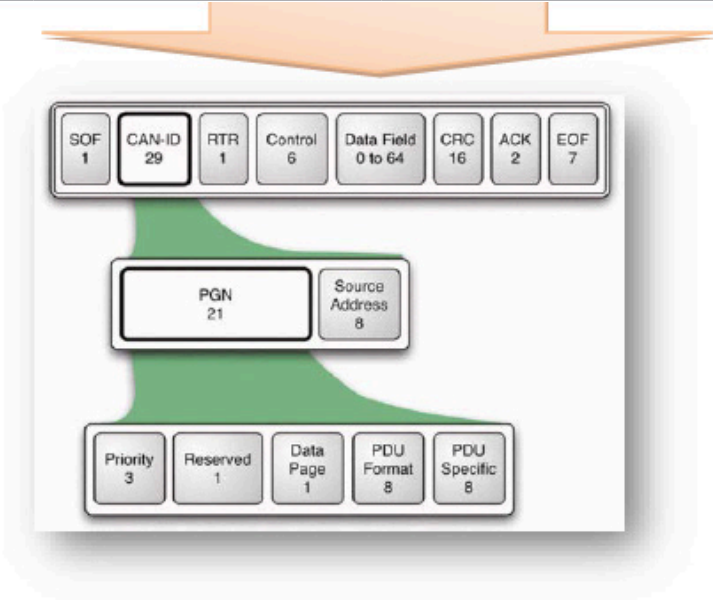 SOF
1
CAN-ID
29
RTR
1
Control
6
Data Field
0 to 64
CRC
16
ACK
2
EOF
7
PGN
21
Source
Address
8
Priority
3
Reserved
1
Data
Page
1
PDU
Format
8
PDU
Specific
8